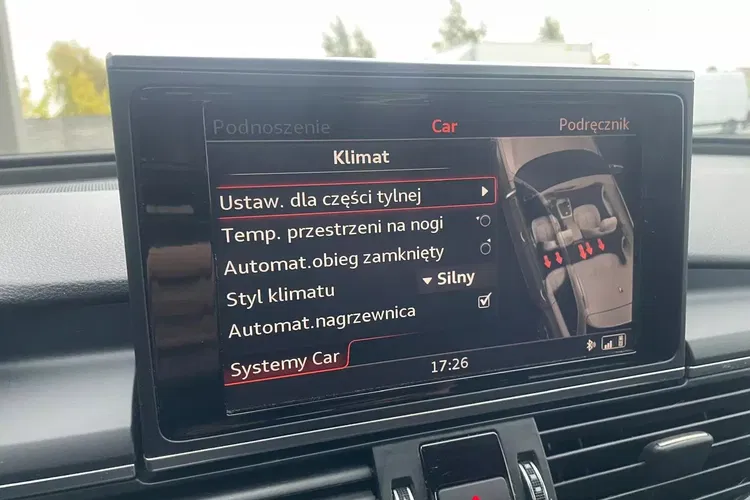 Podnoszenie Car Podręcznik
Klimat
Ustaw. dla części tylnej
Temp. przestrzeni na nogi
Automat.obieg zamknięty
Styl klimatu Silny
Automat.nagrzewnica
Systemy Car
17:26